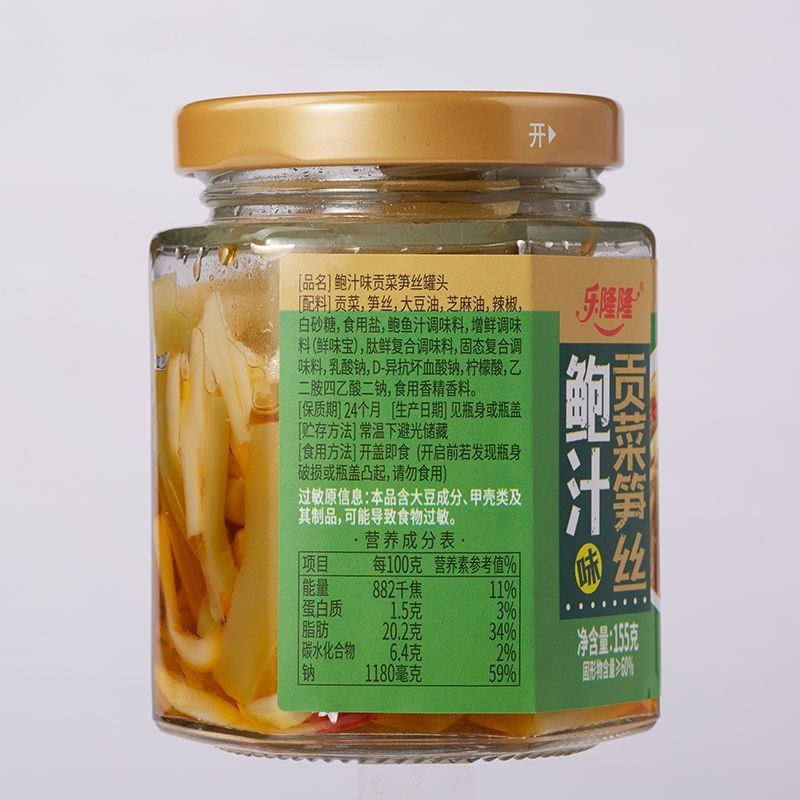 开
[品名] 鲍汁味贡菜笋丝罐头
[配料] 贡菜, 笋丝, 大豆油, 芝麻油, 辣椒,
白砂糖, 食用盐, 鲍鱼汁调味料, 增鲜调味
料(鲜味宝), 肽鲜复合调味料, 固态复合调
味料, 乳酸钠, D-异抗坏血酸钠, 柠檬酸, 乙
二胺四乙酸二钠, 食用香精香料。
[保质期] 24个月 [生产日期] 见瓶身或瓶盖
[贮存方法] 常温下避光储藏
[食用方法] 开盖即食 (开启前若发现瓶身
破损或瓶盖凸起, 请勿食用)
过敏原信息: 本品含大豆成分、甲壳类及
其制品, 可能导致食物过敏。
·营养成分表·
项目 每100克 营养素参考值%
能量 882千焦 11%
蛋白质 1.5克 3%
脂肪 20.2克 34%
碳水化合物 6.4克 2%
钠 1180毫克 59%
乐隆隆®
贡菜笋丝
鲍汁味
净含量:155克
固形物含量≥60%